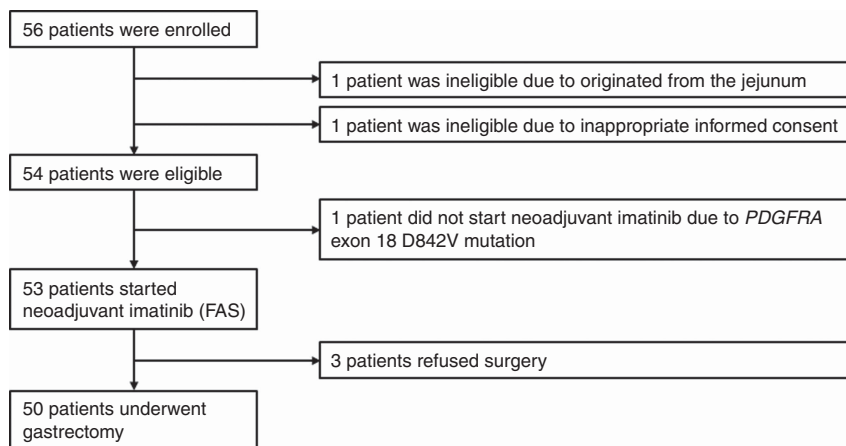 56 patients were enrolled
1 patient was ineligible due to originated from the jejunum
1 patient was ineligible due to inappropriate informed consent
54 patients were eligible
1 patient did not start neoadjuvant imatinib due to PDGFRA
exon 18 D842V mutation
53 patients started
neoadjuvant imatinib (FAS)
3 patients refused surgery
50 patients underwent
gastrectomy